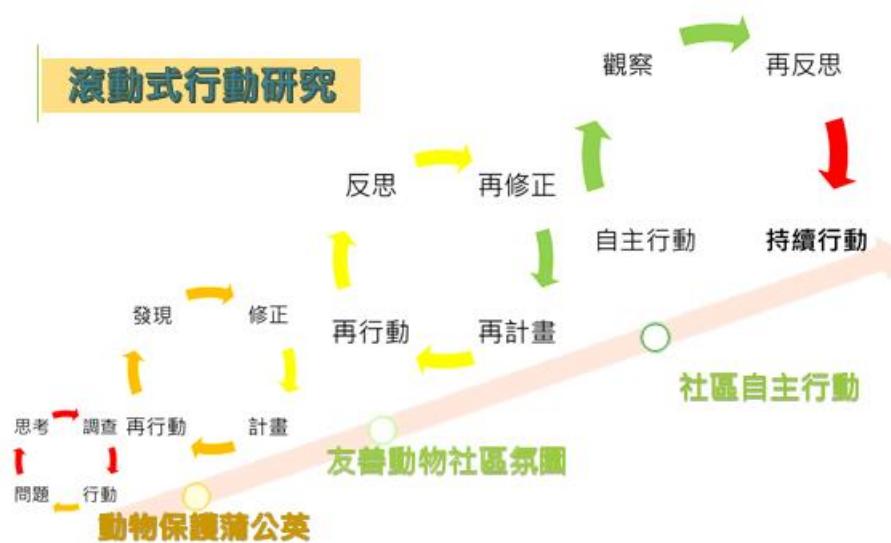 滾動式行動研究
觀察
再反思
反思
再修正
自主行動
持續行動
發現
修正
再行動
再計畫
社區自主行動
思考
調查
再行動
計畫
友善動物社區氛圍
問題
行動
動物保護蒲公英